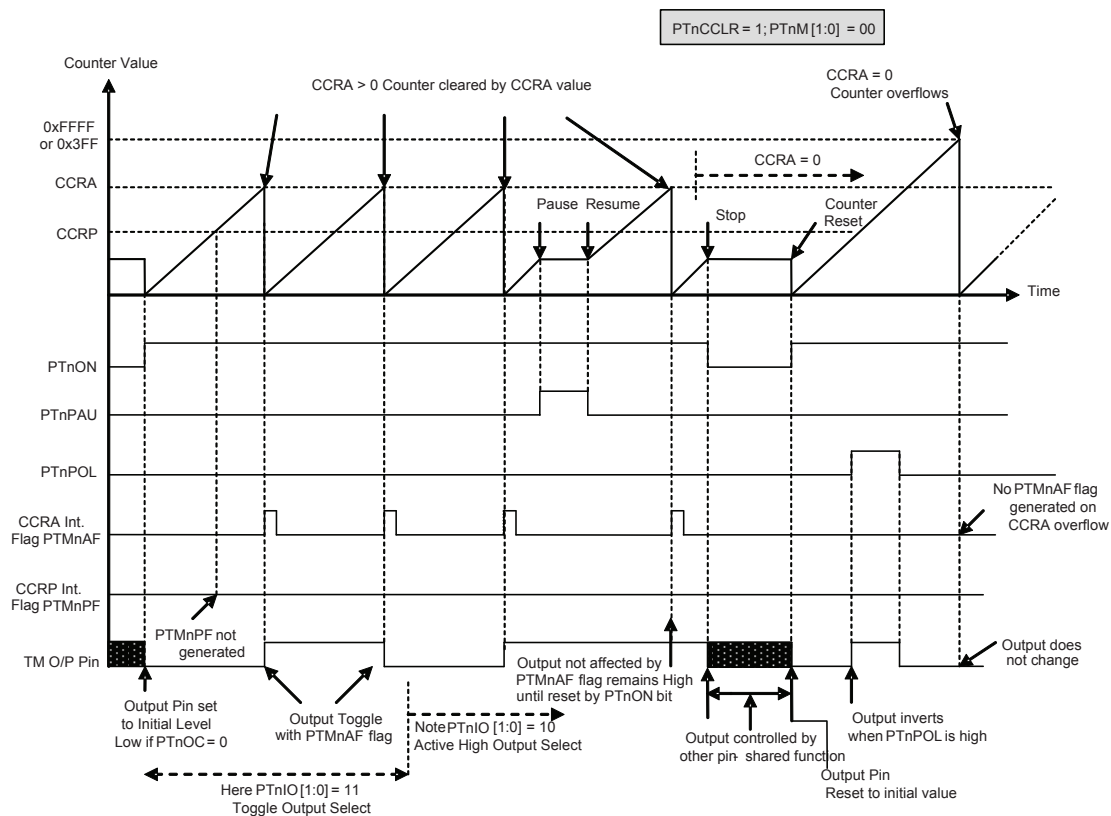 PTnCCLR = 1; PTnM [1:0] = 00
Counter Value
CCRA > 0 Counter cleared by CCRA value
CCRA = 0
Counter overflows
0xFFFF
or 0x3FF
CCRA = 0
CCRA
Pause Resume
Stop
Counter
Reset
CCRP
Time
PTnON
PTnPAU
PTnPOL
No PTMnAF flag
generated on
CCRA overflow
CCRA Int.
Flag PTMnAF
CCRP Int.
Flag PTMnPF
PTMnPF not
generated
TM O/P Pin
Output does
not change
Output not affected by
PTMnAF flag remains High
until reset by PTnON bit
Output Pin set
to Initial Level
Low if PTnOC = 0
Output Toggle
with PTMnAF flag
Note PTnIO [1:0] = 10
Active High Output Select
Output controlled by
other pin- shared function
Output inverts
when PTnPOL is high
Output Pin
Reset to initial value
Here PTnIO [1:0] = 11
Toggle Output Select